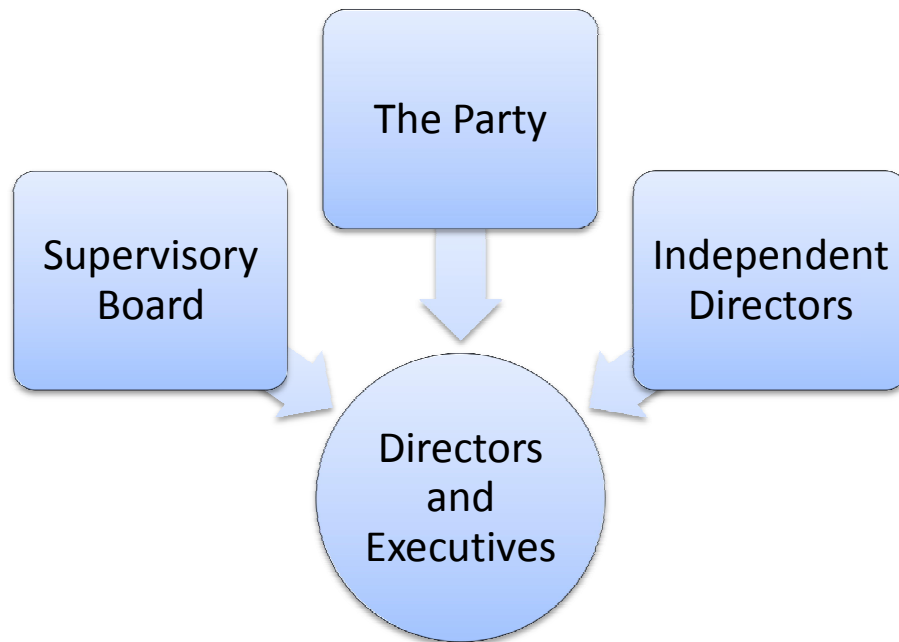 The Party
Supervisory
Board
Independent
Directors
Directors
and
Executives